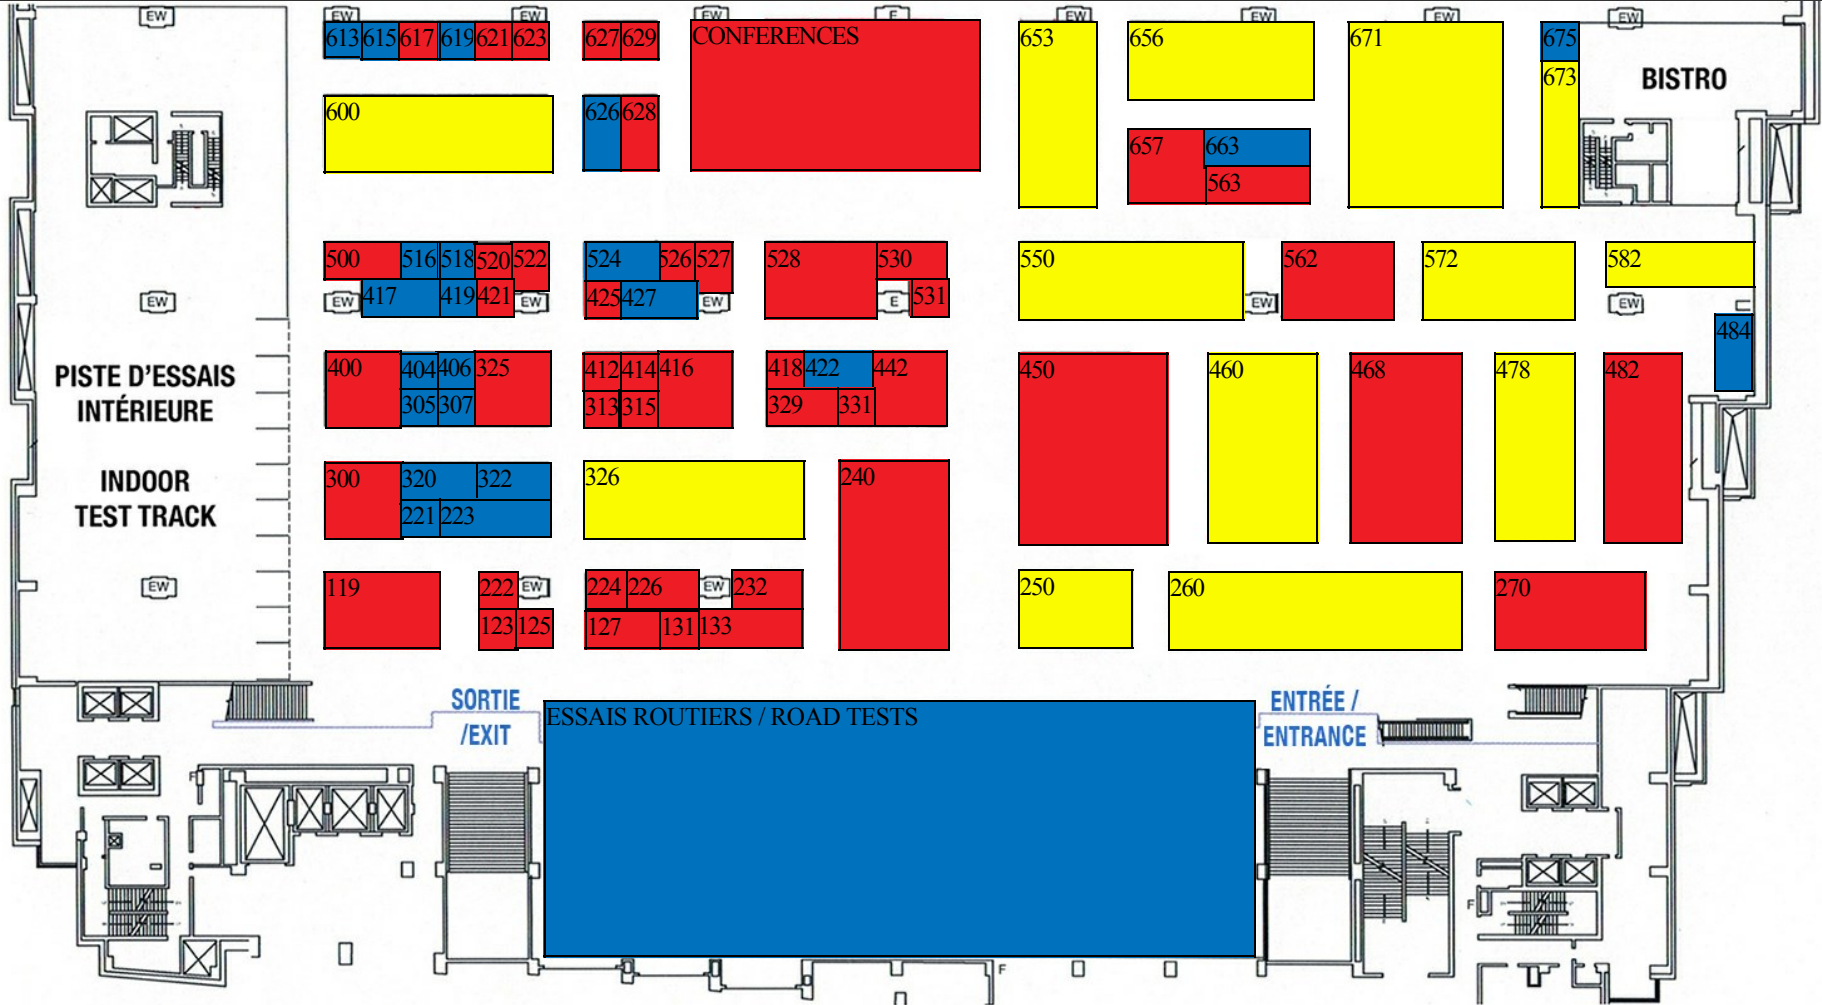 EW EW EW E EW EW EW EW
613 615 617 619 621 623 627 629 CONFERENCES 653 656 671 675
673
BISTRO
600 626 628
657 663
563
500 516 518 520 522 524 526 527 528 530 550 562 572 582
EW EW 417 419 421 EW 425 427 EW E 531 EW EW
484
PISTE D'ESSAIS
INTÉRIEURE
400 404 406 325 412 414 416 418 422 442 450 460 468 478 482
305 307 313 315 329 331
INDOOR
TEST TRACK
300 320 322 326 240
221 223
EW 119 222 EW 224 226 EW 232 250 260 270
123 125 127 131 133
SORTIE
/EXIT
ESSAIS ROUTIERS / ROAD TESTS
ENTRÉE /
ENTRANCE
F
F
F